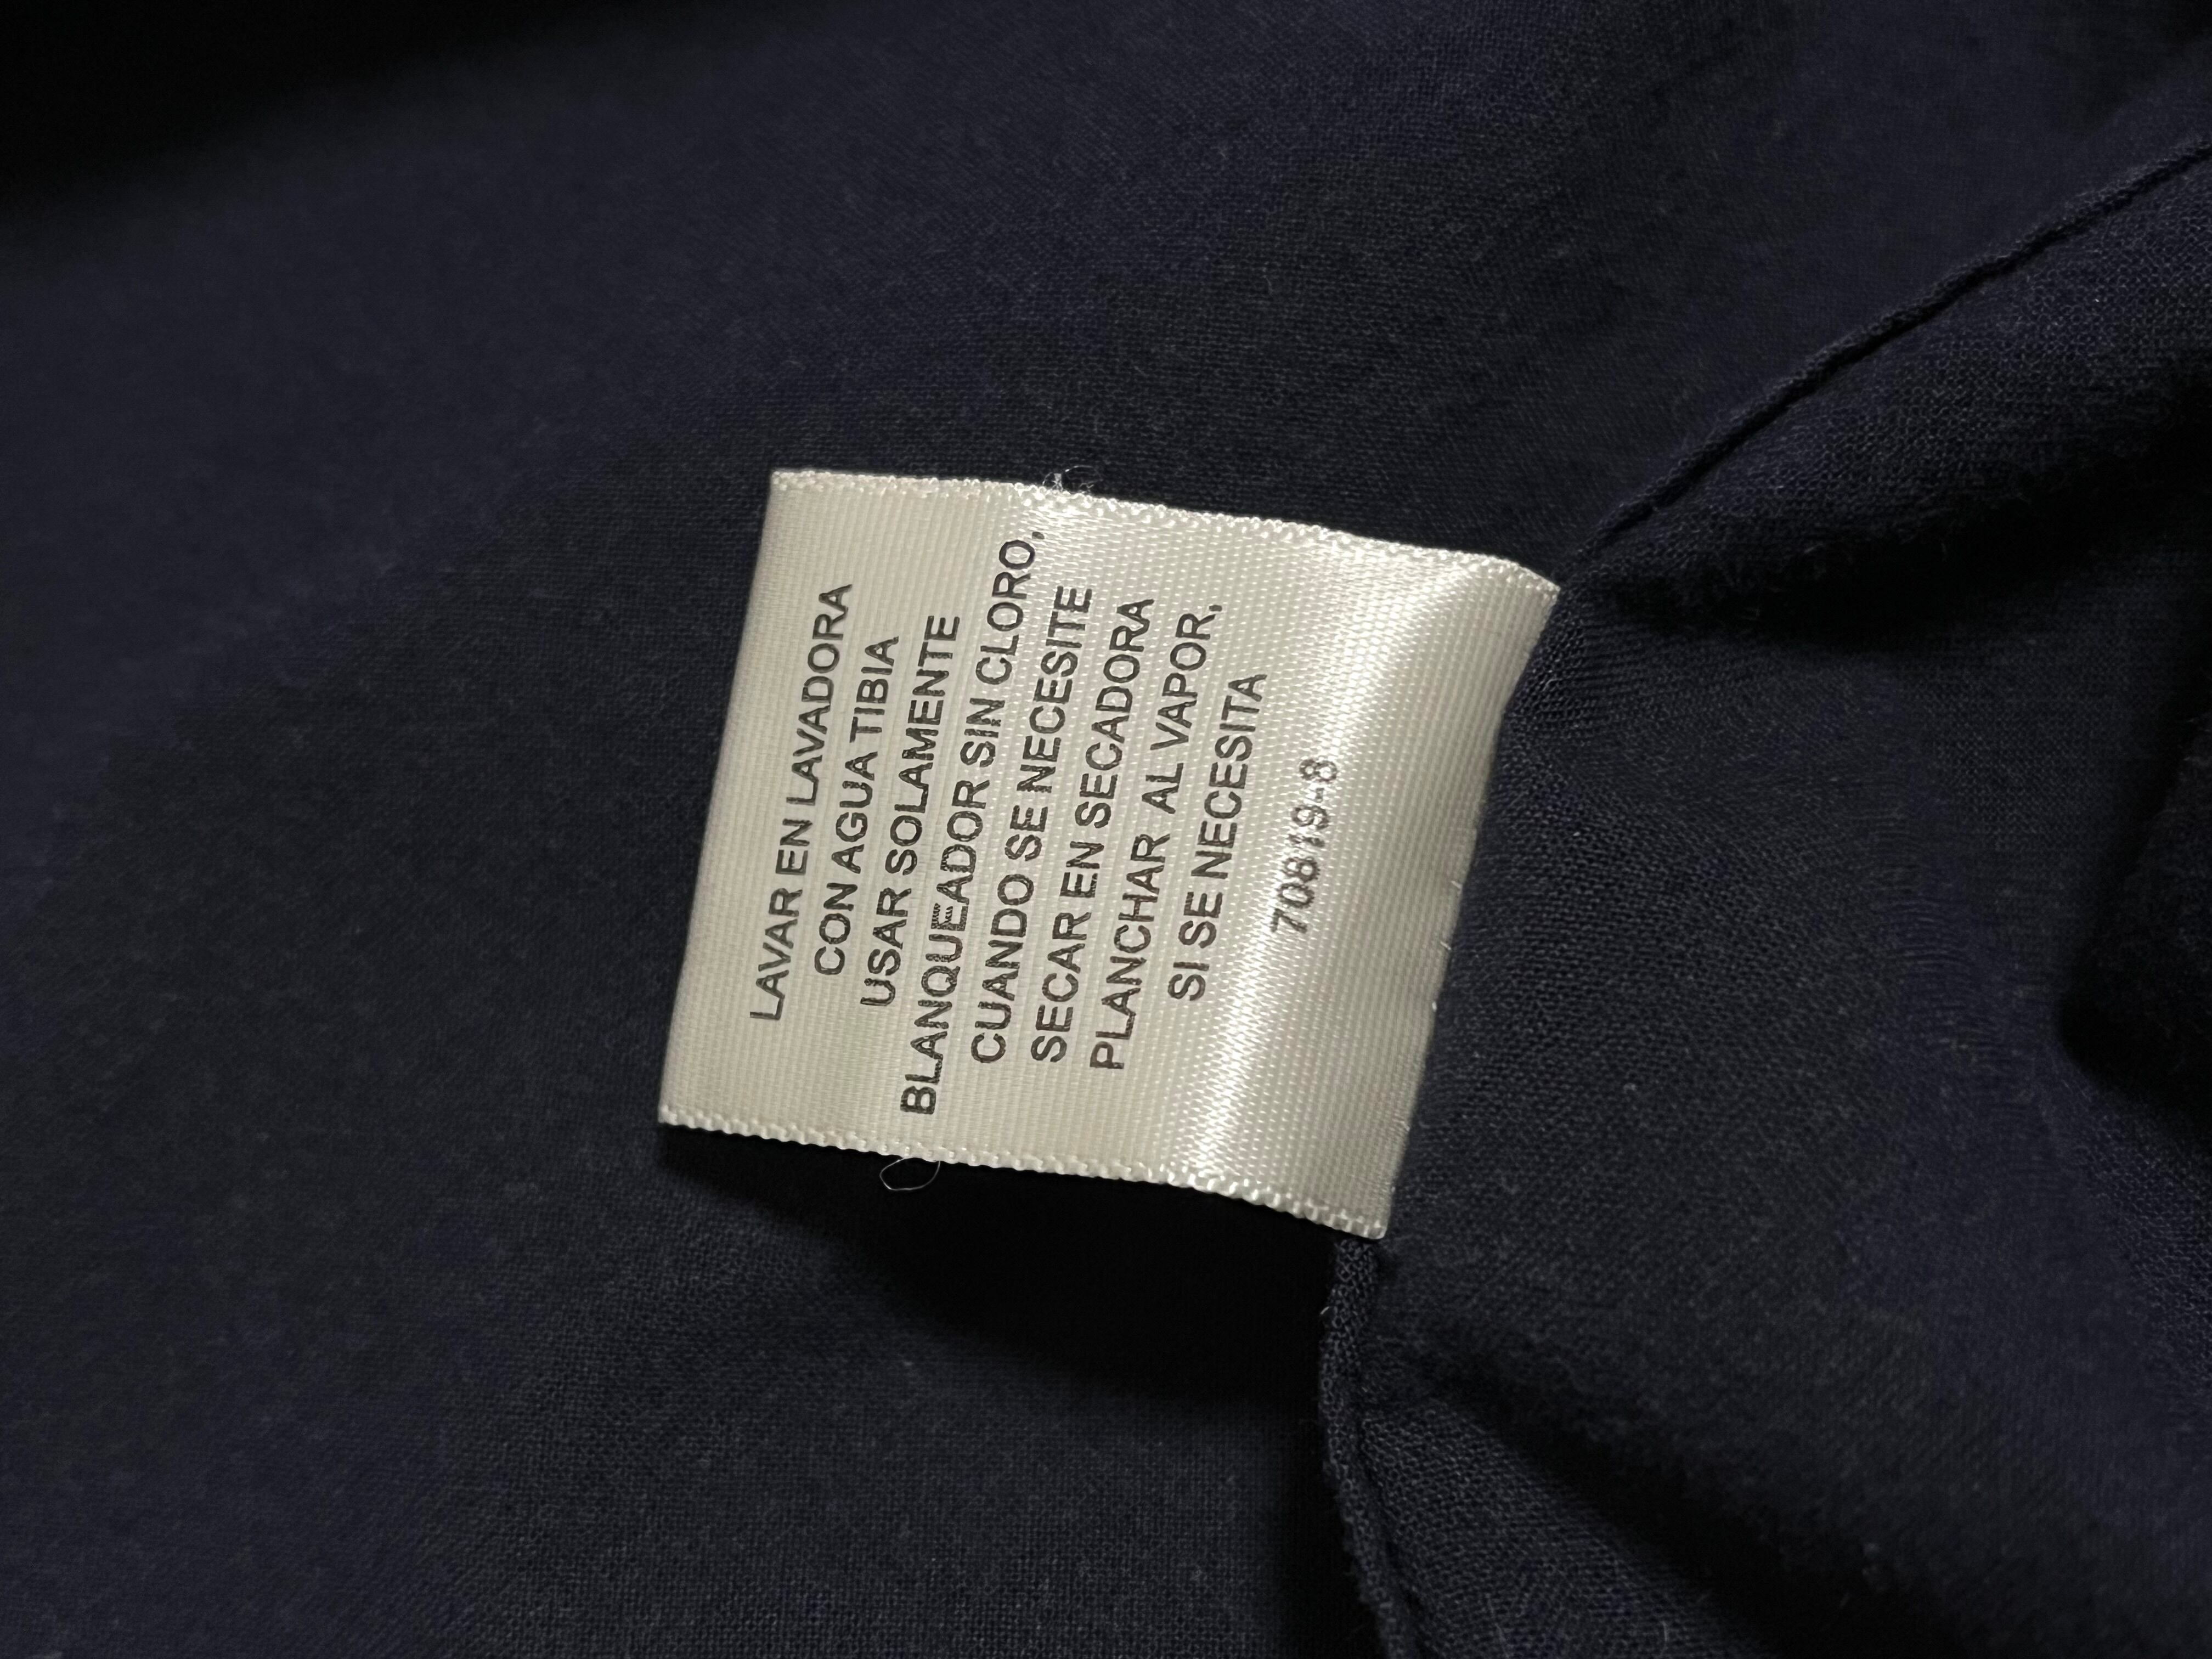 LAVAR EN LAVADORA
CON AGUA TIBIA
USAR SOLAMENTE
BLANQUEADOR SIN CLORO,
CUANDO SE NECESITE
SECAR EN SECADORA
PLANCHAR AL VAPOR,
SI SE NECESITA
708119-8